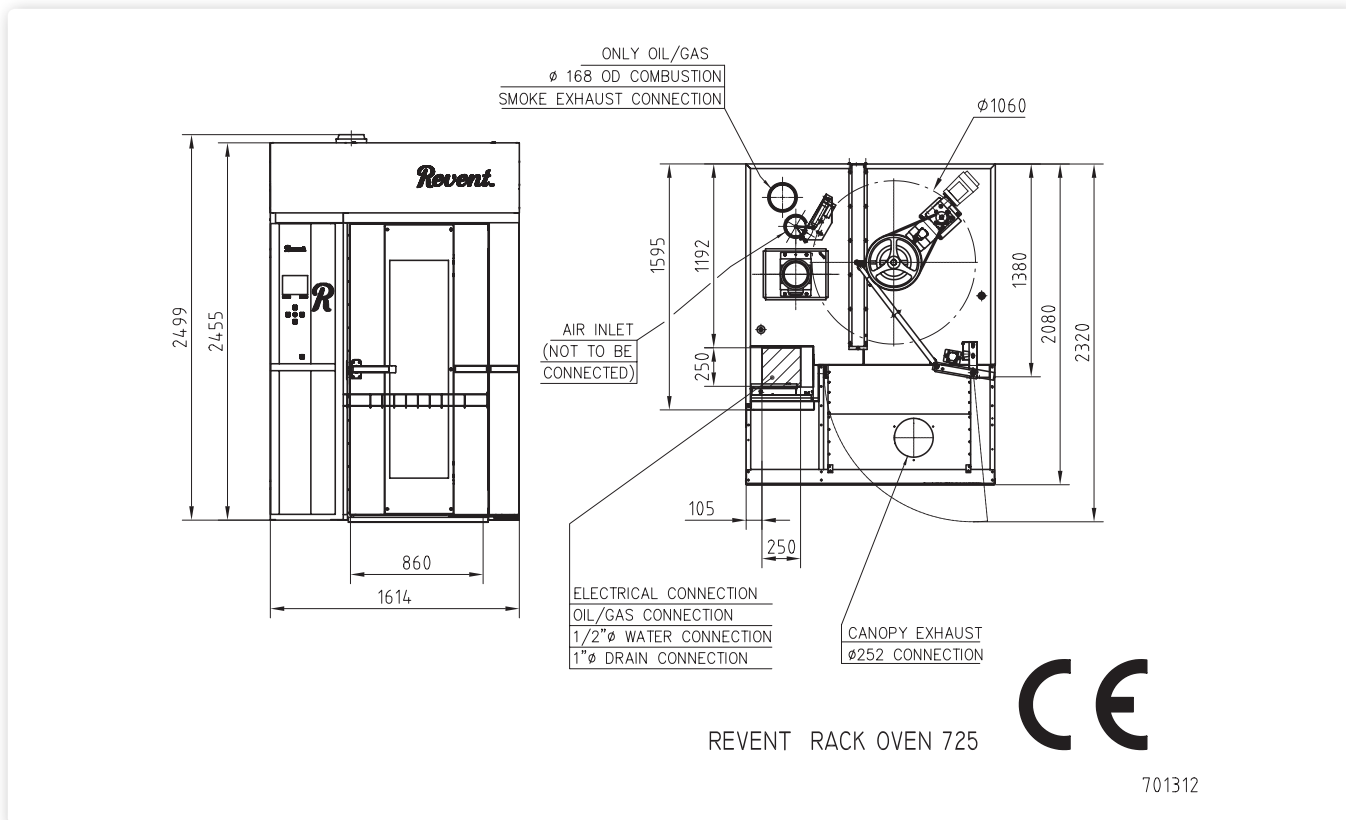 ONLY OIL/GAS
ø 168 OD COMBUSTION
SMOKE EXHAUST CONNECTION
ø1060
Revent.
Revent
R
2499
2455
860
1614
1595
1192
250
1380
2080
2320
AIR INLET
(NOT TO BE
CONNECTED)
105
250
ELECTRICAL CONNECTION
OIL/GAS CONNECTION
1/2"ø WATER CONNECTION
1"ø DRAIN CONNECTION
CANOPY EXHAUST
ø252 CONNECTION
CE
REVENT RACK OVEN 725
701312